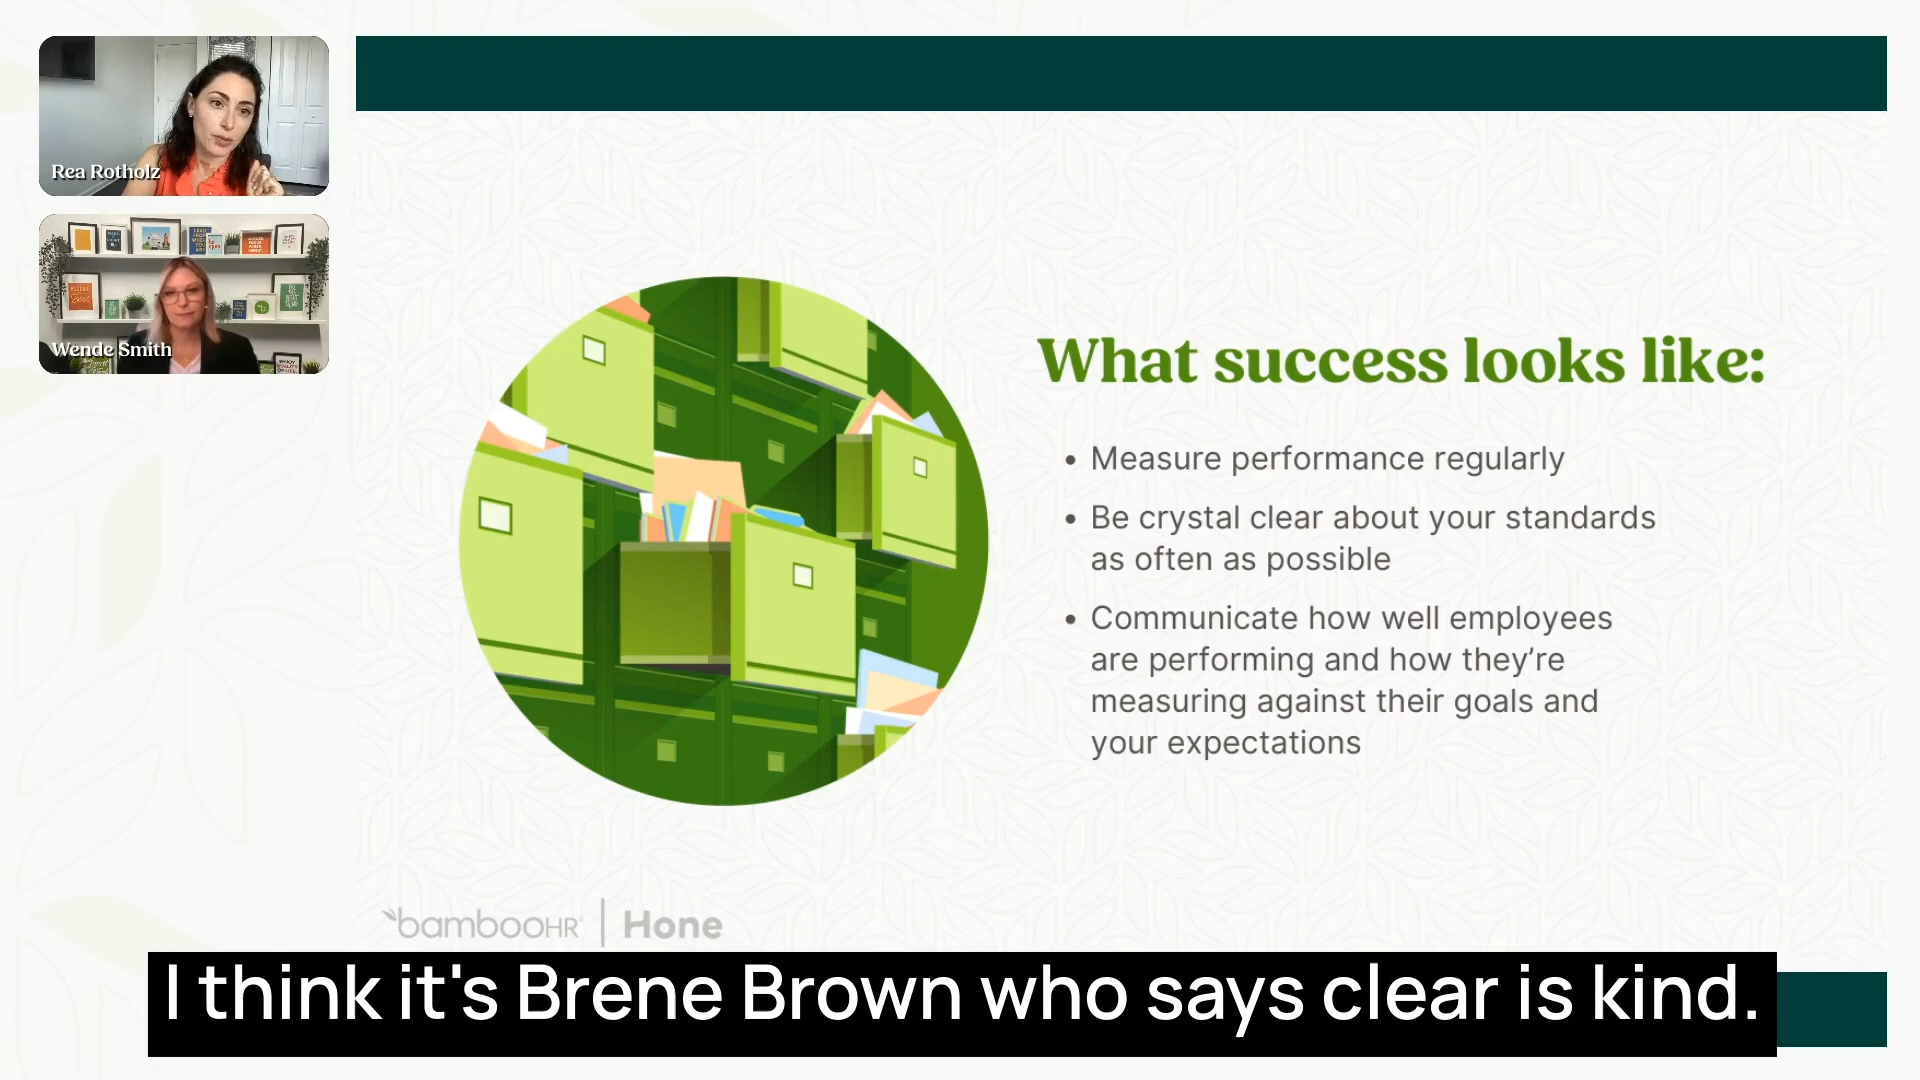 Rea Rotholz
Wende Smith
What success looks like:
• Measure performance regularly
• Be crystal clear about your standards
as often as possible
• Communicate how well employees
are performing and how they’re
measuring against their goals and
your expectations
bambooHR | Hone
I think it's Brene Brown who says clear is kind.